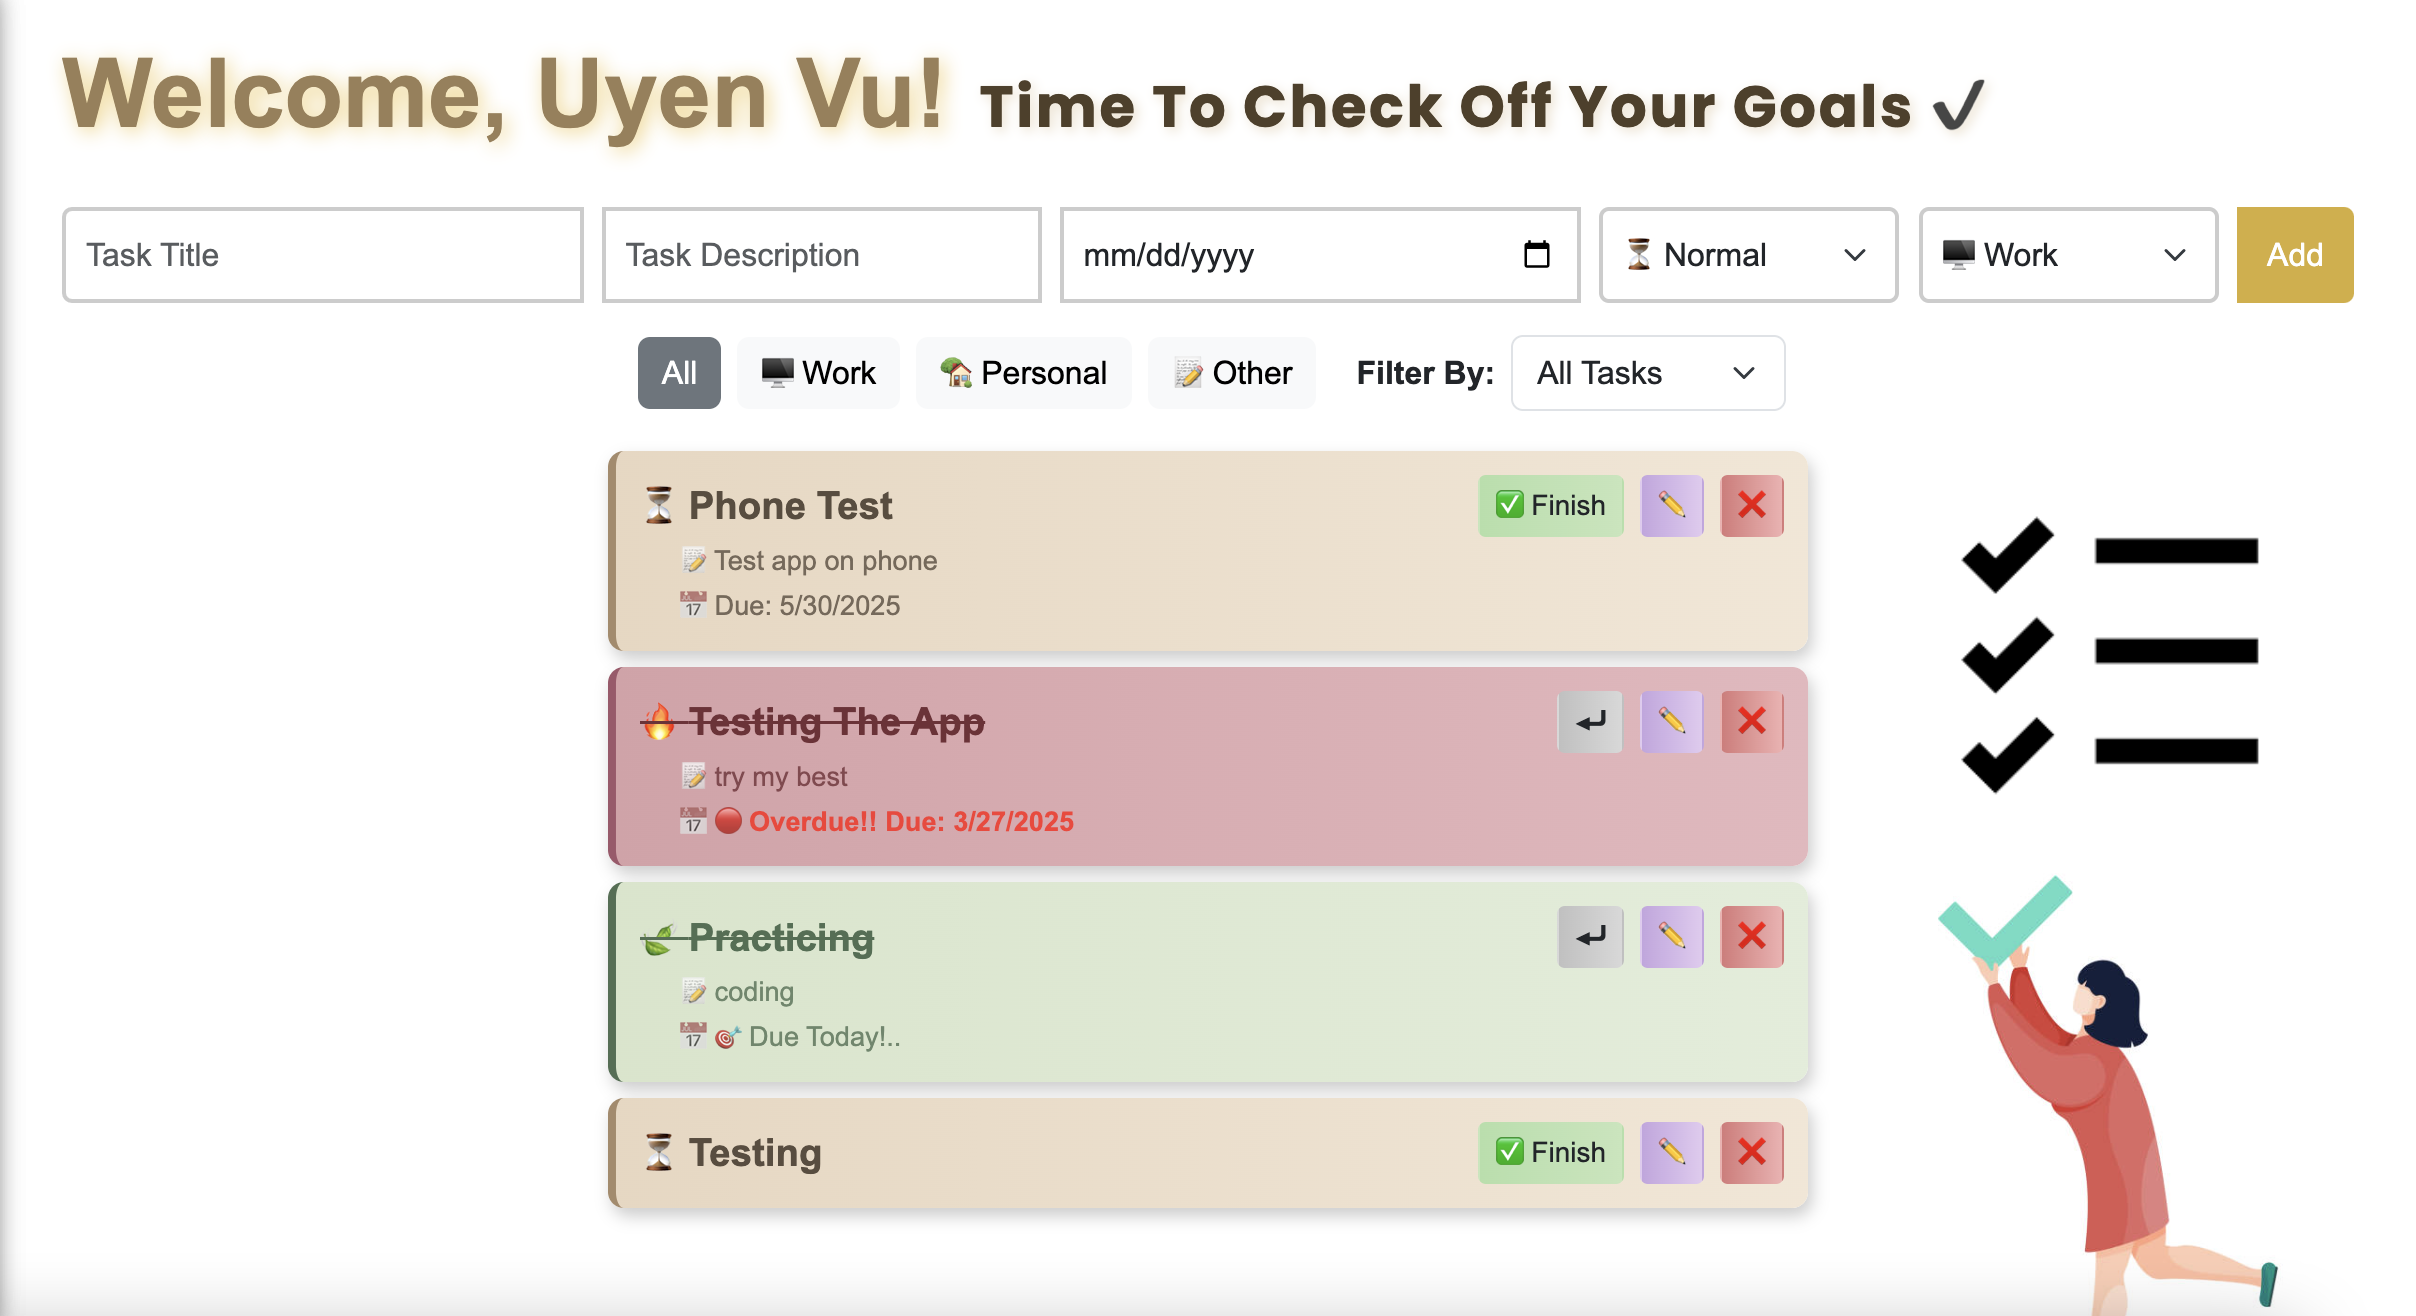 Welcome, Uyen Vu! Time To Check Off Your Goals ✔
Task Title
Task Description
mm/dd/yyyy
⏳ Normal
🖥️ Work
Add
All
🖥️ Work
🏡 Personal
📝 Other
Filter By:
All Tasks
⏳ Phone Test
✅ Finish
📝 Test app on phone
📅 Due: 5/30/2025
🔥 Testing The App
📝 try my best
📅 🔴 Overdue!! Due: 3/27/2025
🌿 Practicing
📝 coding
📅 🎯 Due Today!..
⏳ Testing
✅ Finish